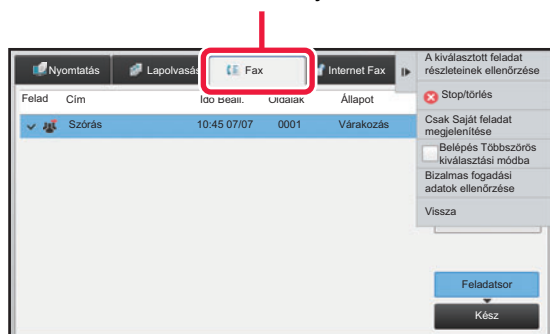 Nyomtatás
Lapolvasás
Fax
Internet Fax
A kiválasztott feladat
részleteinek ellenőrzése
Stop/törlés
Csak Saját feladat
megjelenítése
Belépés Többszörös
kiválasztási módba
Bizalmas fogadási
adatok ellenőrzése
Vissza
Felad Cím Idő Beáll. Oldalak Állapot
Szórás 10:45 07/07 0001 Várakozás
Feladatsor
Kész